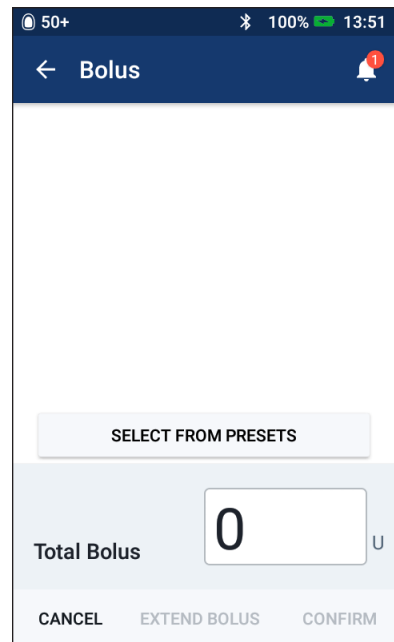 50+ 100% 13:51
Bolus 1
SELECT FROM PRESETS
Total Bolus 0 U
CANCEL EXTEND BOLUS CONFIRM